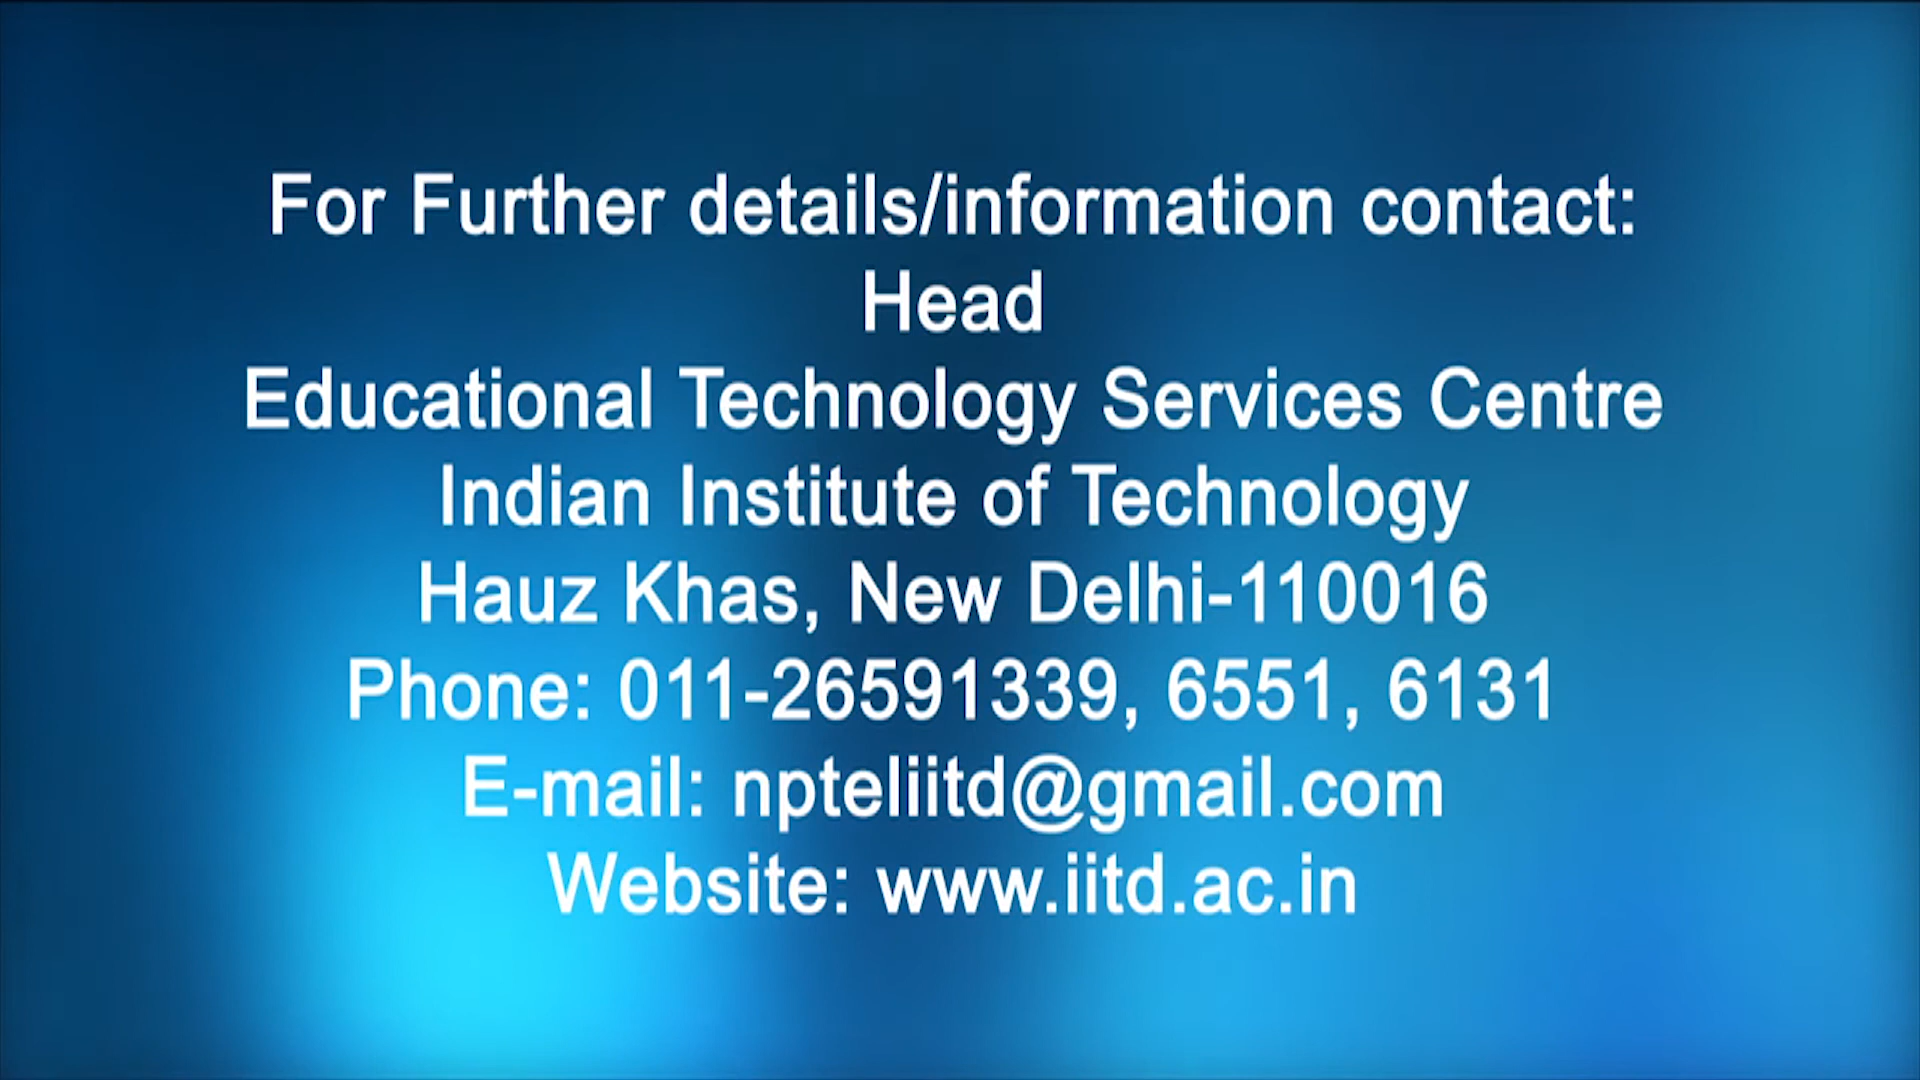 For Further details/information contact:
Head
Educational Technology Services Centre
Indian Institute of Technology
Hauz Khas, New Delhi-110016
Phone: 011-26591339, 6551, 6131
E-mail: npteliitd@gmail.com
Website: www.iitd.ac.in